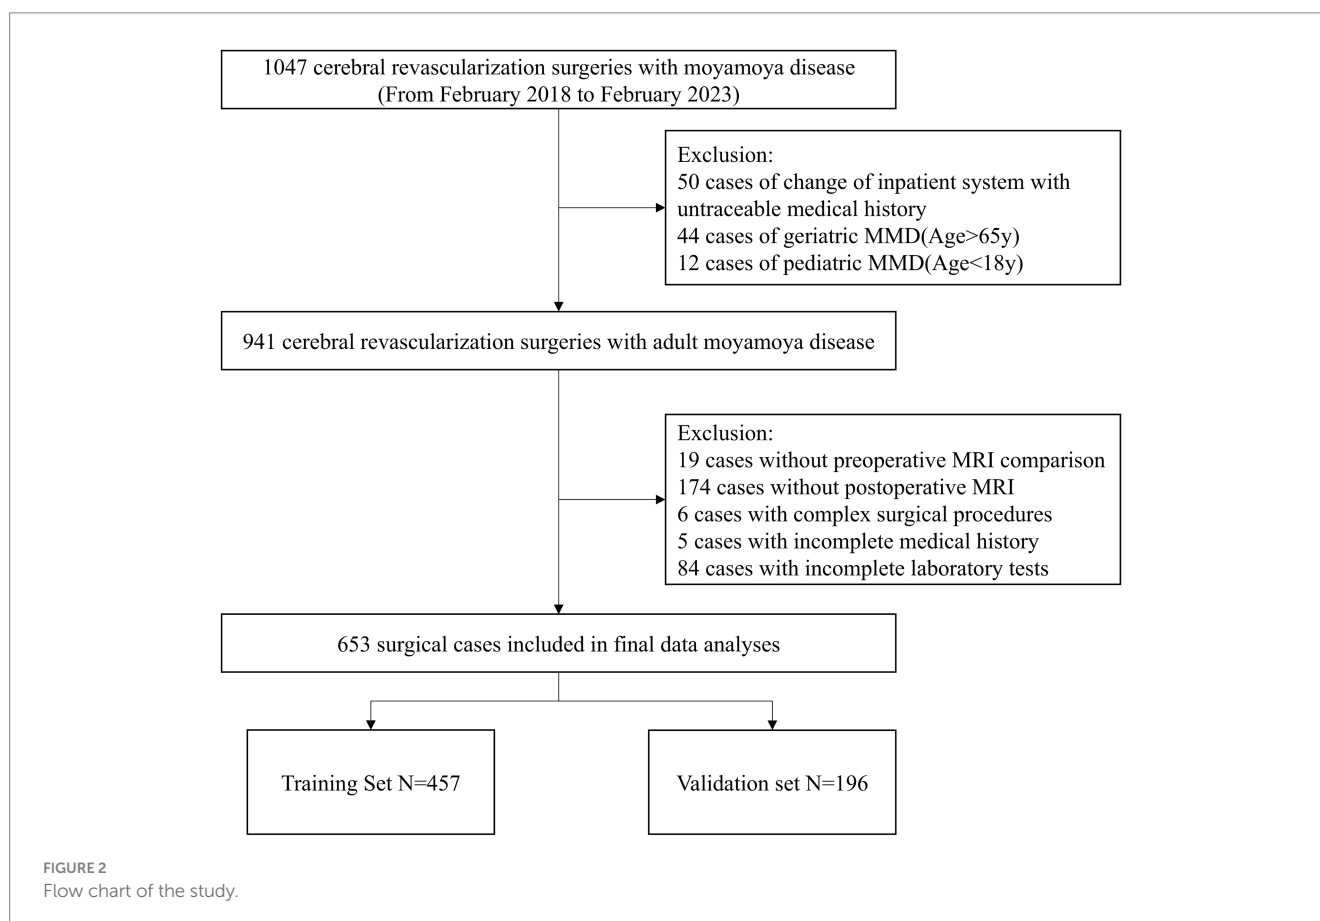 1047 cerebral revascularization surgeries with moyamoya disease
(From February 2018 to February 2023)
Exclusion:
50 cases of change of inpatient system with
untraceable medical history
44 cases of geriatric MMD(Age>65y)
12 cases of pediatric MMD(Age<18y)
941 cerebral revascularization surgeries with adult moyamoya disease
Exclusion:
19 cases without preoperative MRI comparison
174 cases without postoperative MRI
6 cases with complex surgical procedures
5 cases with incomplete medical history
84 cases with incomplete laboratory tests
653 surgical cases included in final data analyses
Training Set N=457
Validation set N=196
FIGURE 2
Flow chart of the study.